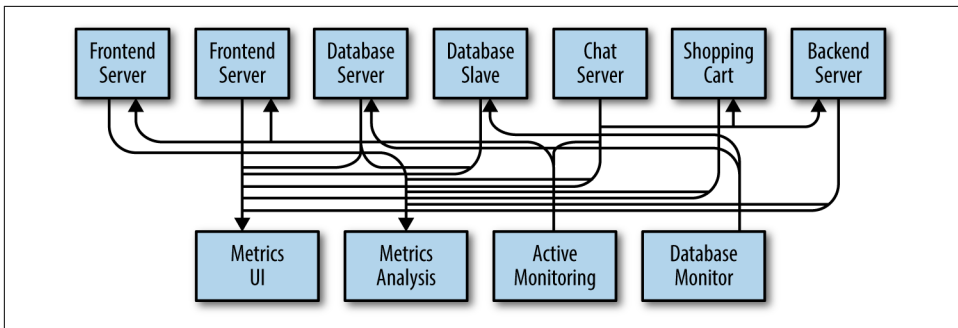 Frontend
Server
Frontend
Server
Database
Server
Database
Slave
Chat
Server
Shopping
Cart
Backend
Server
Metrics
UI
Metrics
Analysis
Active
Monitoring
Database
Monitor